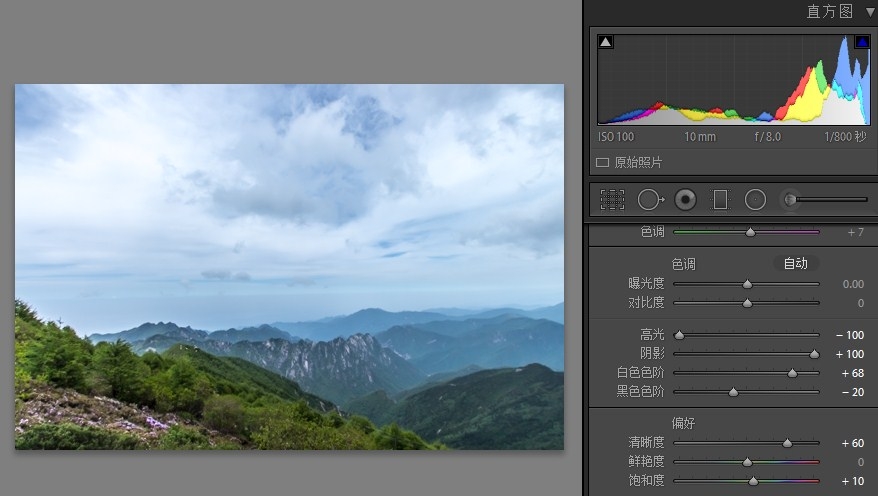 直方图
ISO 100 10 mm f / 8.0 1/800 秒
原始照片
色调 + 7
色调 自动
曝光度 0.00
对比度 0
高光 − 100
阴影 + 100
白色色阶 + 68
黑色色阶 − 20
偏好
清晰度 + 60
鲜艳度 0
饱和度 + 10